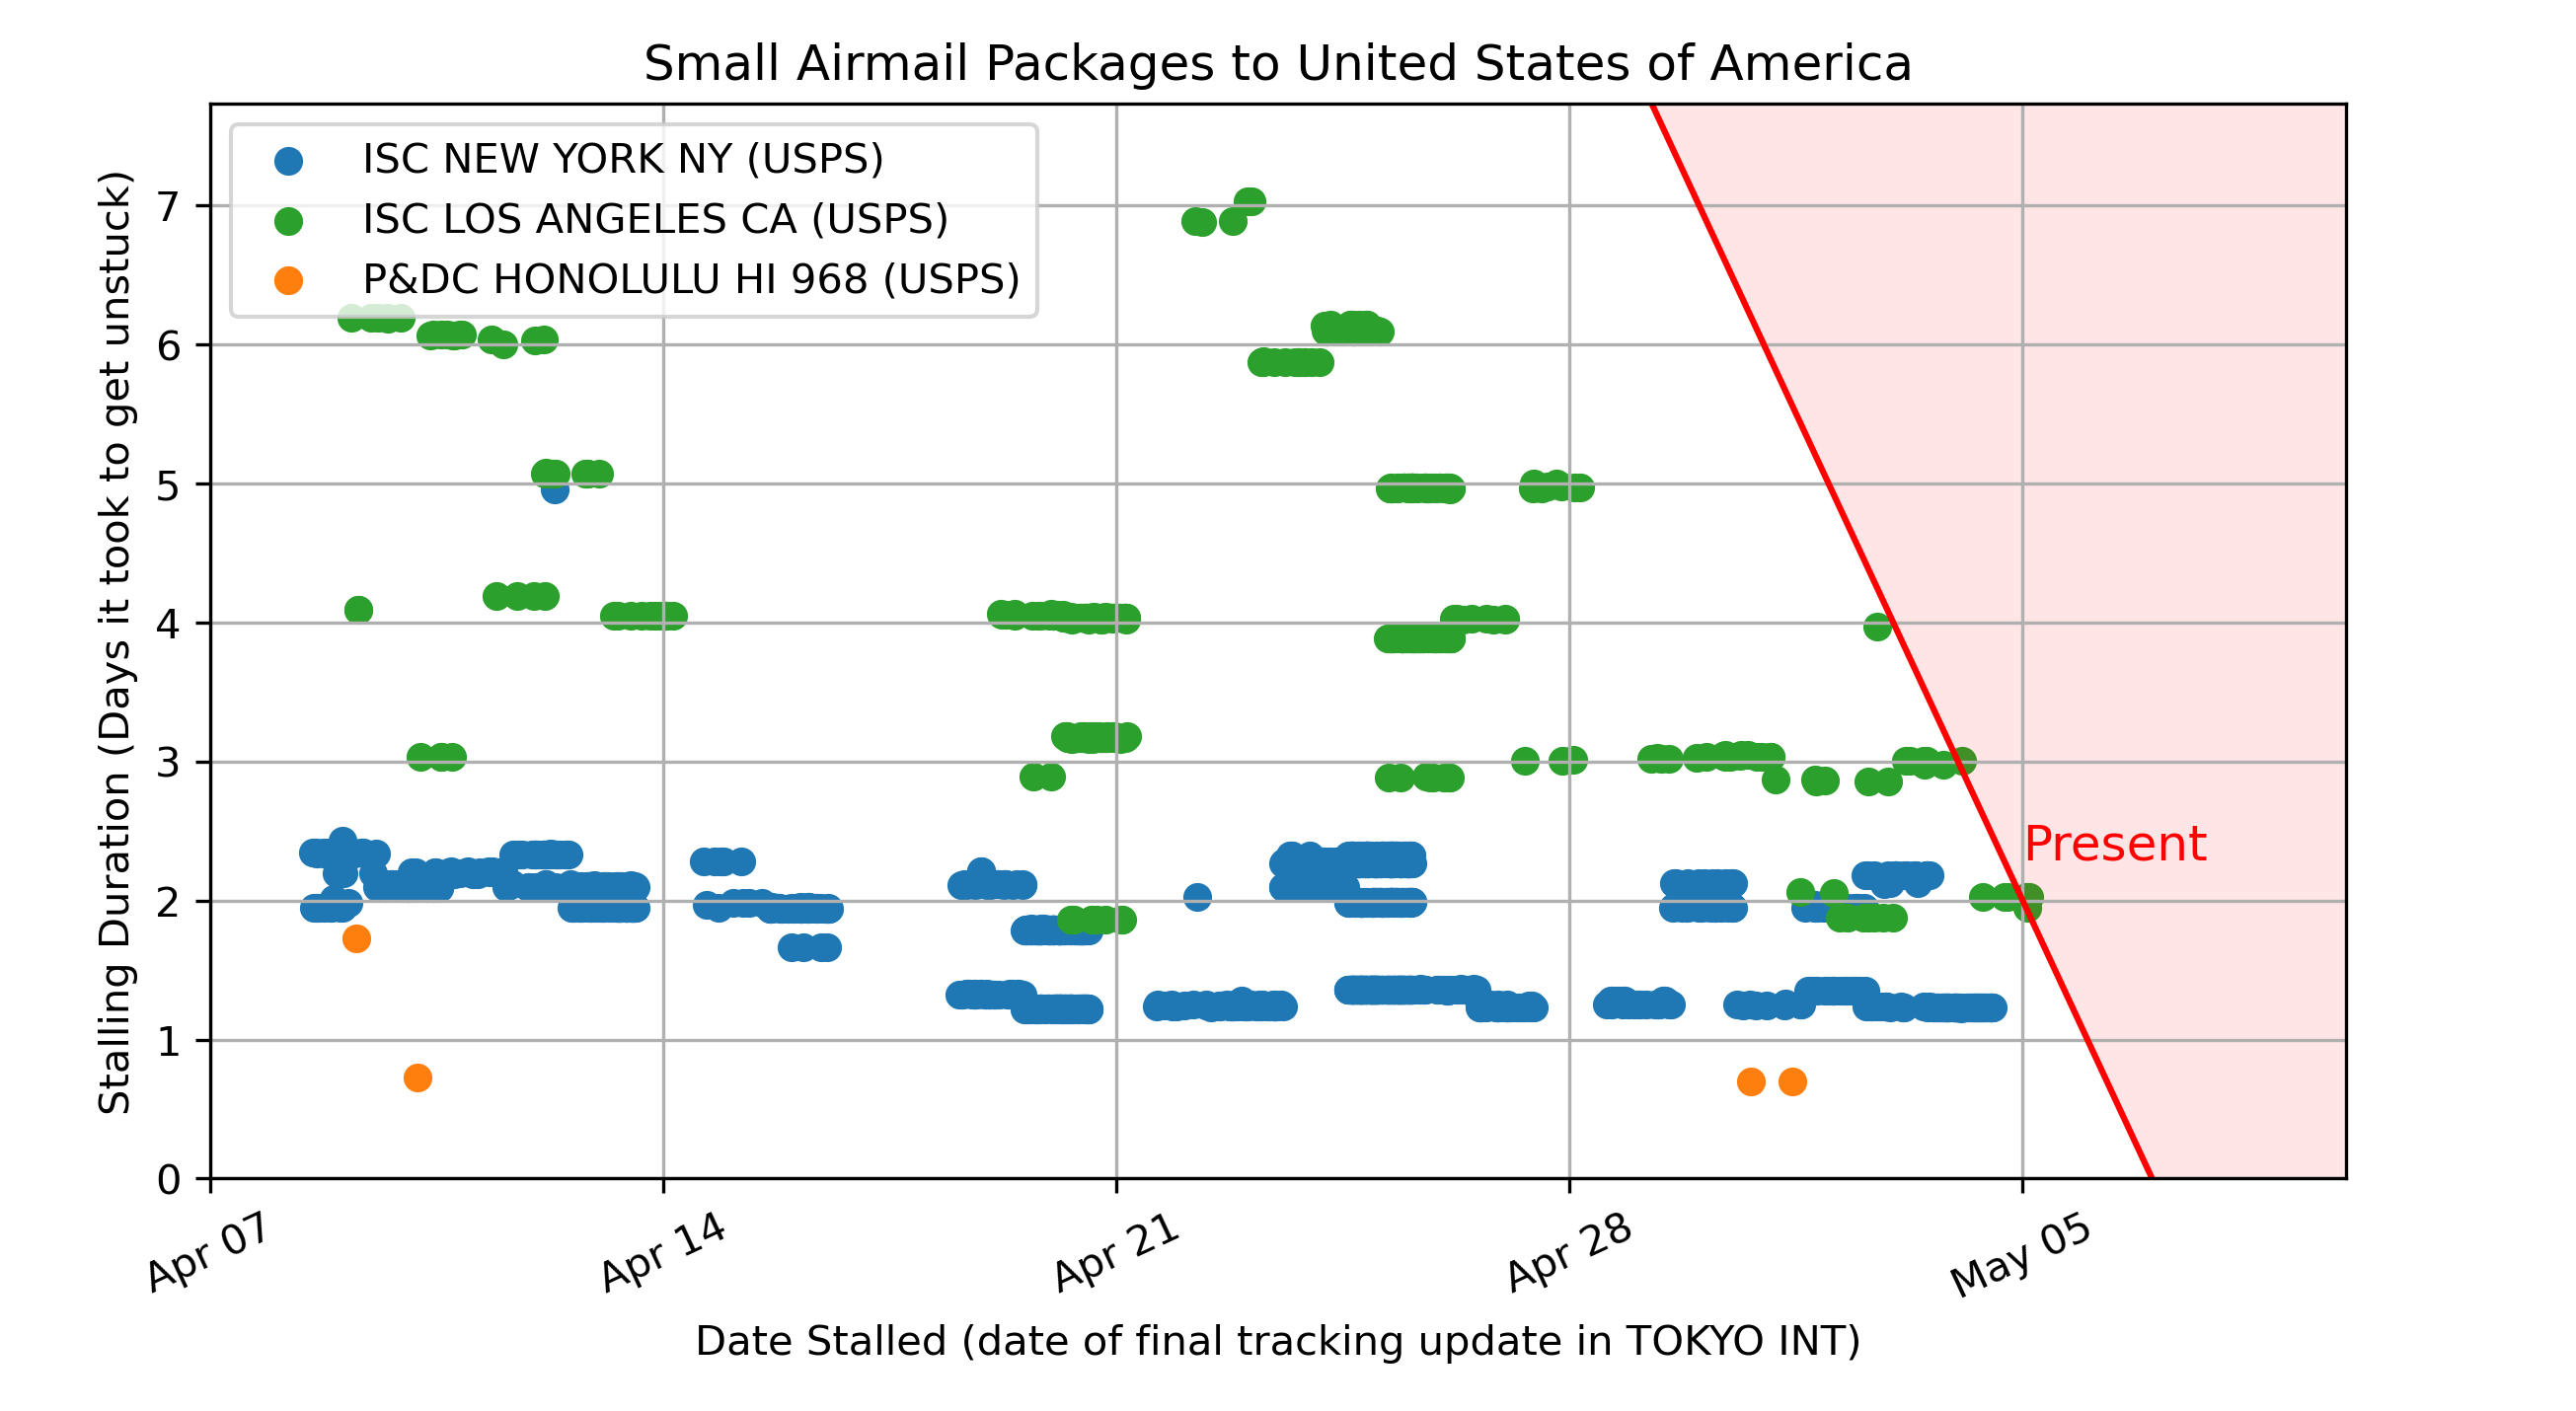 Small Airmail Packages to United States of America
ISC NEW YORK NY (USPS)
ISC LOS ANGELES CA (USPS)
P&DC HONOLULU HI 968 (USPS)
Stalling Duration (Days it took to get unstuck)
7
6
5
4
3
2
1
0
Present
Apr 07
Apr 14
Apr 21
Apr 28
May 05
Date Stalled (date of final tracking update in TOKYO INT)